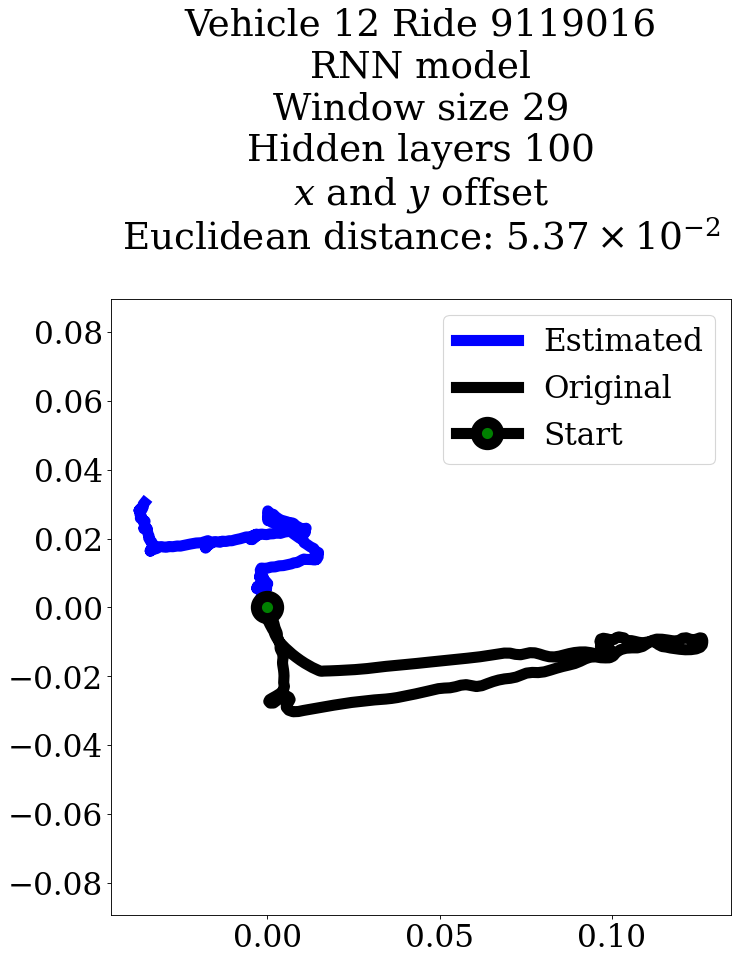 Vehicle 12 Ride 9119016
RNN model
Window size 29
Hidden layers 100
x and y offset
Euclidean distance: 5.37 × 10⁻²
Estimated
Original
Start
0.08
0.06
0.04
0.02
0.00
−0.02
−0.04
−0.06
−0.08
0.00 0.05 0.10